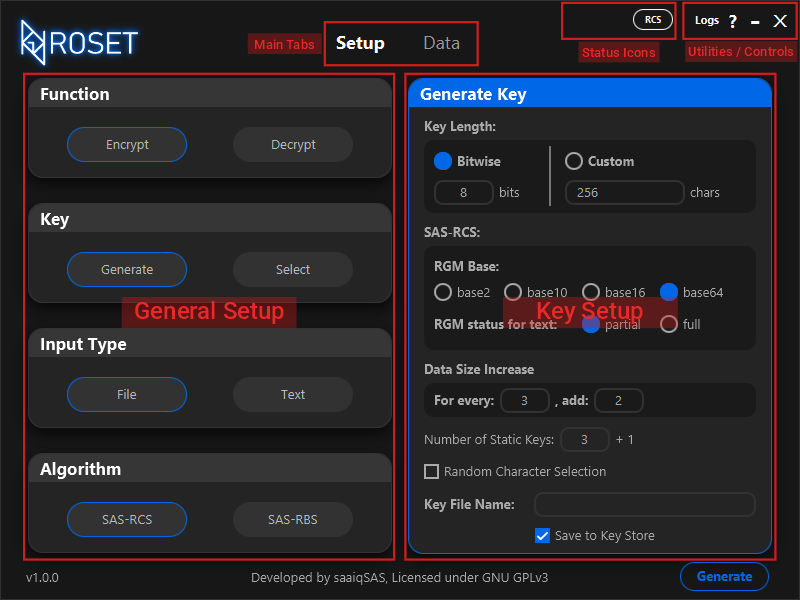 ROSET
Main Tabs
Setup
Data
RCS
Status Icons
Logs ?
Utilities / Controls
Function
Encrypt
Decrypt
Key
Generate
Select
General Setup
Input Type
File
Text
Algorithm
SAS-RCS
SAS-RBS
Generate Key
Key Length:
Bitwise
Custom
8 bits
256 chars
SAS-RCS:
RGM Base:
base2 base10 base16 base64
Key Setup
RGM status for text: partial full
Data Size Increase
For every: 3 , add: 2
Number of Static Keys: 3 + 1
Random Character Selection
Key File Name:
Save to Key Store
v1.0.0
Developed by saaiqSAS, Licensed under GNU GPLv3
Generate